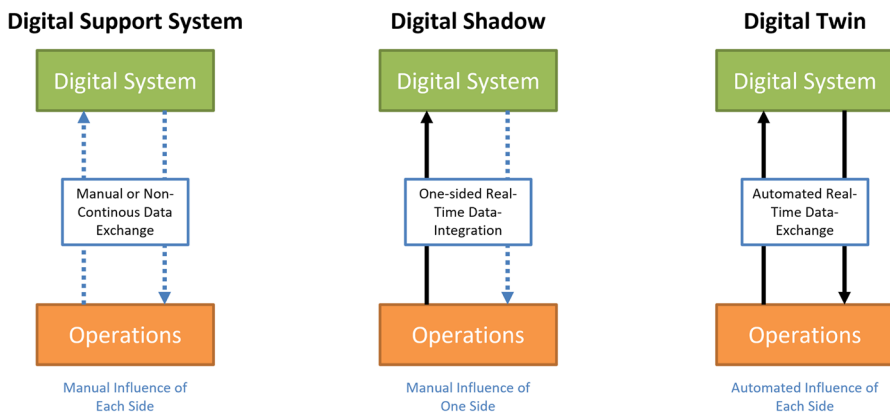 Digital Support System
Digital System
Manual or Non-
Continous Data
Exchange
Operations
Manual Influence of
Each Side
Digital Shadow
Digital System
One-sided Real-
Time Data-
Integration
Operations
Manual Influence of
One Side
Digital Twin
Digital System
Automated Real-
Time Data-
Exchange
Operations
Automated Influence of
Each Side